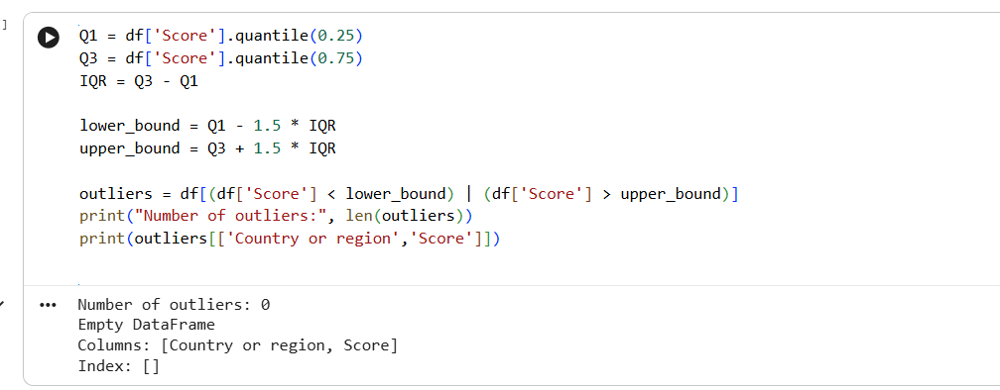 ]
Q1 = df['Score'].quantile(0.25)
Q3 = df['Score'].quantile(0.75)
IQR = Q3 - Q1
lower_bound = Q1 - 1.5 * IQR
upper_bound = Q3 + 1.5 * IQR
outliers = df[(df['Score'] < lower_bound) | (df['Score'] > upper_bound)]
print("Number of outliers:", len(outliers))
print(outliers[['Country or region','Score']])
Number of outliers: 0
Empty DataFrame
Columns: [Country or region, Score]
Index: []